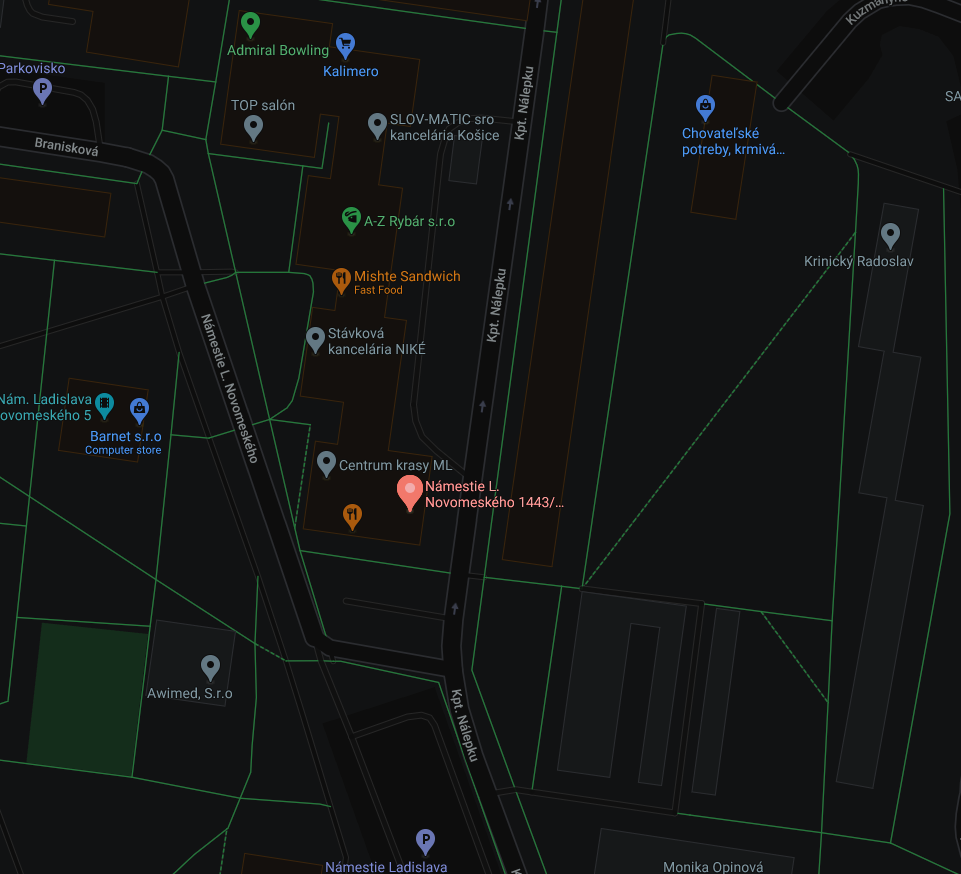 Kuzmányho
Admiral Bowling
Kalimero
Parkovisko
P
TOP salón
SLOV-MATIC sro
kancelária Košice
Kpt. Nálepku
SA
Chovateľské
potreby, krmivá...
Branisková
A-Z Rybár s.r.o
Krinický Radoslav
Mishte Sandwich
Fast Food
Kpt. Nálepku
Stávková
kancelária NIKÉ
Námestie L. Novomeského
Nám. Ladislava
ovomeského 5
Barnet s.r.o
Computer store
Centrum krasy ML
Námestie L.
Novomeského 1443/...
Awimed, S.r.o
Kpt. Nálepku
P
Námestie Ladislava
K
Monika Opinová